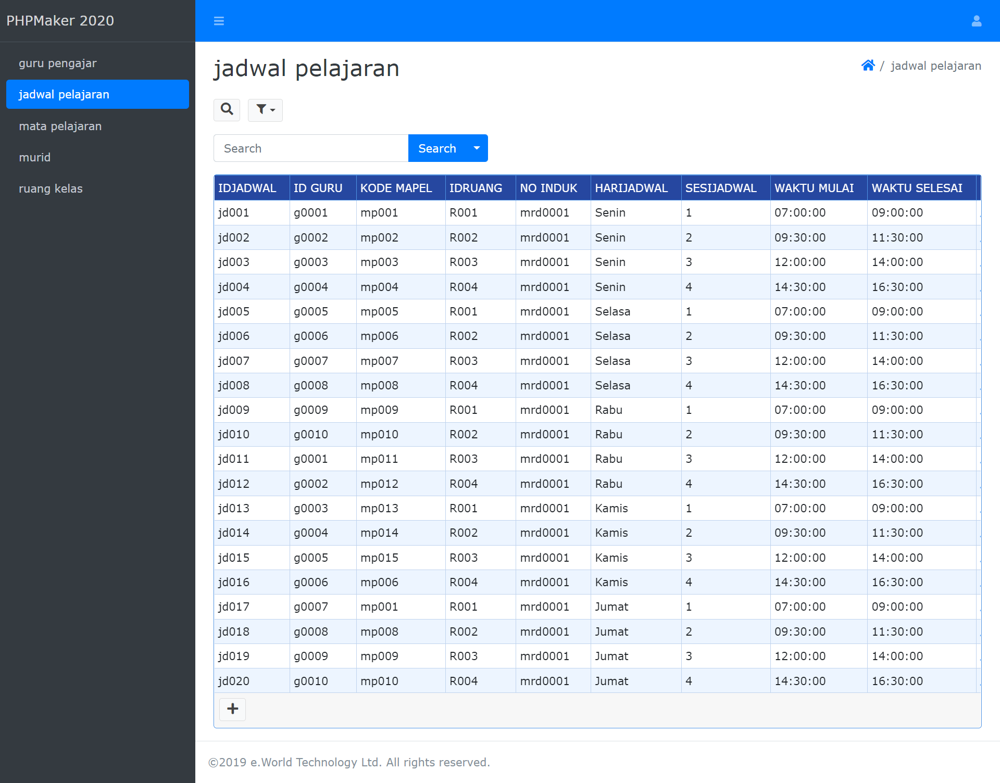 PHPMaker 2020
guru pengajar
jadwal pelajaran
mata pelajaran
murid
ruang kelas
jadwal pelajaran
/ jadwal pelajaran
Search Search
IDJADWAL ID GURU KODE MAPEL IDRUANG NO INDUK HARIJADWAL SESIJADWAL WAKTU MULAI WAKTU SELESAI
jd001 g0001 mp001 R001 mrd0001 Senin 1 07:00:00 09:00:00
jd002 g0002 mp002 R002 mrd0001 Senin 2 09:30:00 11:30:00
jd003 g0003 mp003 R003 mrd0001 Senin 3 12:00:00 14:00:00
jd004 g0004 mp004 R004 mrd0001 Senin 4 14:30:00 16:30:00
jd005 g0005 mp005 R001 mrd0001 Selasa 1 07:00:00 09:00:00
jd006 g0006 mp006 R002 mrd0001 Selasa 2 09:30:00 11:30:00
jd007 g0007 mp007 R003 mrd0001 Selasa 3 12:00:00 14:00:00
jd008 g0008 mp008 R004 mrd0001 Selasa 4 14:30:00 16:30:00
jd009 g0009 mp009 R001 mrd0001 Rabu 1 07:00:00 09:00:00
jd010 g0010 mp010 R002 mrd0001 Rabu 2 09:30:00 11:30:00
jd011 g0001 mp011 R003 mrd0001 Rabu 3 12:00:00 14:00:00
jd012 g0002 mp012 R004 mrd0001 Rabu 4 14:30:00 16:30:00
jd013 g0003 mp013 R001 mrd0001 Kamis 1 07:00:00 09:00:00
jd014 g0004 mp014 R002 mrd0001 Kamis 2 09:30:00 11:30:00
jd015 g0005 mp015 R003 mrd0001 Kamis 3 12:00:00 14:00:00
jd016 g0006 mp006 R004 mrd0001 Kamis 4 14:30:00 16:30:00
jd017 g0007 mp001 R001 mrd0001 Jumat 1 07:00:00 09:00:00
jd018 g0008 mp008 R002 mrd0001 Jumat 2 09:30:00 11:30:00
jd019 g0009 mp009 R003 mrd0001 Jumat 3 12:00:00 14:00:00
jd020 g0010 mp010 R004 mrd0001 Jumat 4 14:30:00 16:30:00
©2019 e.World Technology Ltd. All rights reserved.